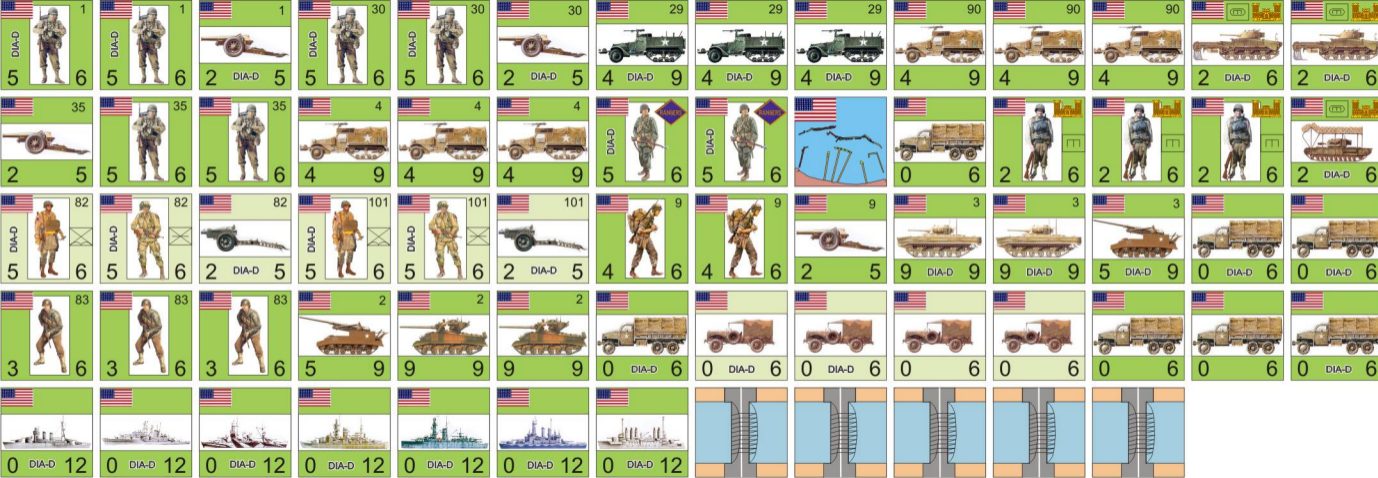 1 1 1 30 30 30 29 29 29 90 90 90
DIA-D DIA-D DIA-D DIA-D
5 6 5 6 2 DIA-D 5 5 6 5 6 2 DIA-D 5 4 DIA-D 9 4 DIA-D 9 4 DIA-D 9 4 9 4 9 4 9 2 DIA-D 6 2 DIA-D 6
35 35 35 4 4 4 RANGERS RANGERS
DIA-D DIA-D
2 5 5 6 5 6 4 9 4 9 4 9 5 6 5 6 0 6 2 6 2 6 2 6 2 DIA-D 6
82 82 82 101 101 101 9 9 9 3 3 3
DIA-D DIA-D DIA-D DIA-D
5 6 5 6 2 DIA-D 5 5 6 5 6 2 DIA-D 5 4 6 4 6 2 5 9 DIA-D 9 9 DIA-D 9 5 DIA-D 9 0 DIA-D 6 0 DIA-D 6
83 83 83 2 2 2
3 6 3 6 3 6 5 9 9 9 9 9 0 DIA-D 6 0 6 0 6 0 6 0 6 0 6 0 6 0 DIA-D 6
0 DIA-D 12 0 DIA-D 12 0 DIA-D 12 0 DIA-D 12 0 DIA-D 12 0 DIA-D 12 0 DIA-D 12